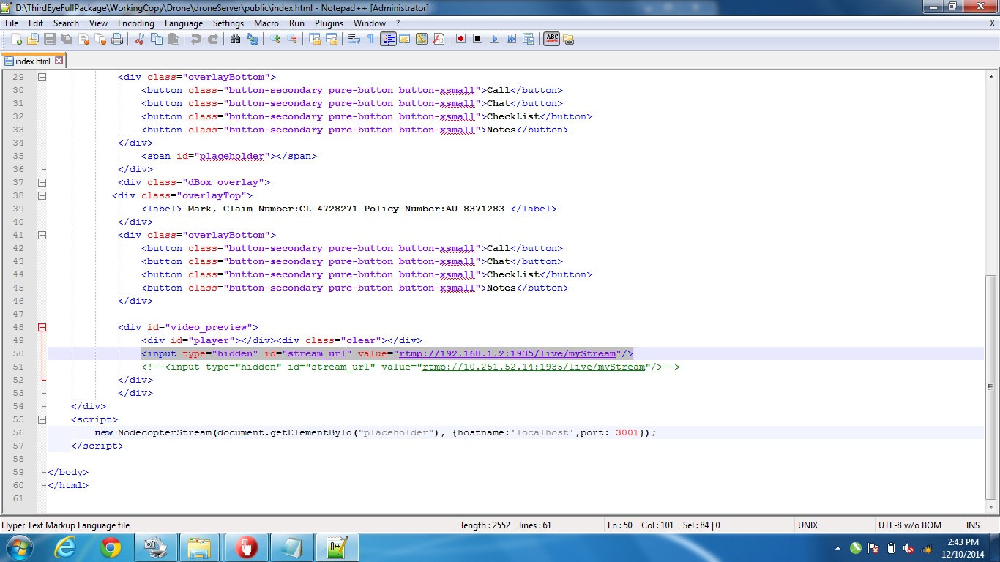 D:\ThirdEyeFullPackage\WorkingCopy\Drone\droneServer\public\index.html - Notepad++ [Administrator]
File Edit Search View Encoding Language Settings Macro Run Plugins Window ? X
ABC
index.html
29 <div class="overlayBottom">
30 <button class="button-secondary pure-button button-xsmall">Call</button>
31 <button class="button-secondary pure-button button-xsmall">Chat</button>
32 <button class="button-secondary pure-button button-xsmall">CheckList</button>
33 <button class="button-secondary pure-button button-xsmall">Notes</button>
34 </div>
35 <span id="placeholder"></span>
36 </div>
37 <div class="dBox overlay">
38 <div class="overlayTop">
39 <label> Mark, Claim Number:CL-4728271 Policy Number:AU-8371283 </label>
40 </div>
41 <div class="overlayBottom">
42 <button class="button-secondary pure-button button-xsmall">Call</button>
43 <button class="button-secondary pure-button button-xsmall">Chat</button>
44 <button class="button-secondary pure-button button-xsmall">CheckList</button>
45 <button class="button-secondary pure-button button-xsmall">Notes</button>
46 </div>
47
48 <div id="video_preview">
49 <div id="player"></div><div class="clear"></div>
50 <input type="hidden" id="stream_url" value="rtmp://192.168.1.2:1935/live/myStream"/>
51 <!--<input type="hidden" id="stream_url" value="rtmp://10.251.52.14:1935/live/myStream"/>-->
52 </div>
53 </div>
54 </div>
55 <script>
56 new NodecopterStream(document.getElementById("placeholder"), {hostname:'localhost',port: 3001});
57 </script>
58
59 </body>
60 </html>
61
Hyper Text Markup Language file length : 2552 lines : 61 Ln : 50 Col : 101 Sel : 84 | 0 UNIX UTF-8 w/o BOM INS
2:43 PM
12/10/2014